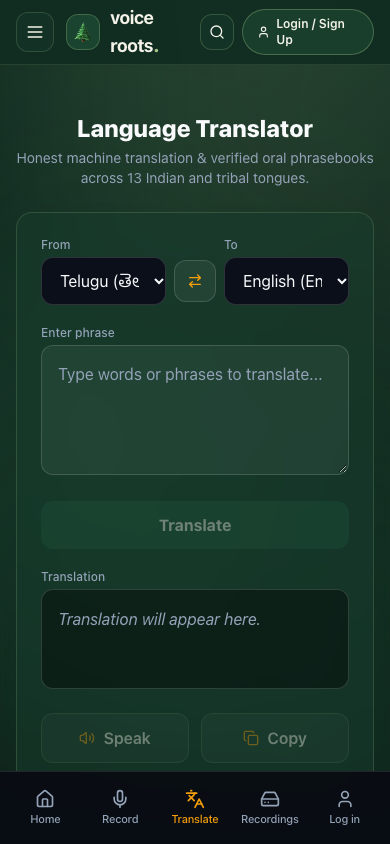 voice
roots.
Login / Sign
Up
Language Translator
Honest machine translation & verified oral phrasebooks
across 13 Indian and tribal tongues.
From
To
Telugu
English (En
Enter phrase
Type words or phrases to translate...
Translate
Translation
Translation will appear here.
Speak
Copy
Home
Record
Translate
Recordings
Log in